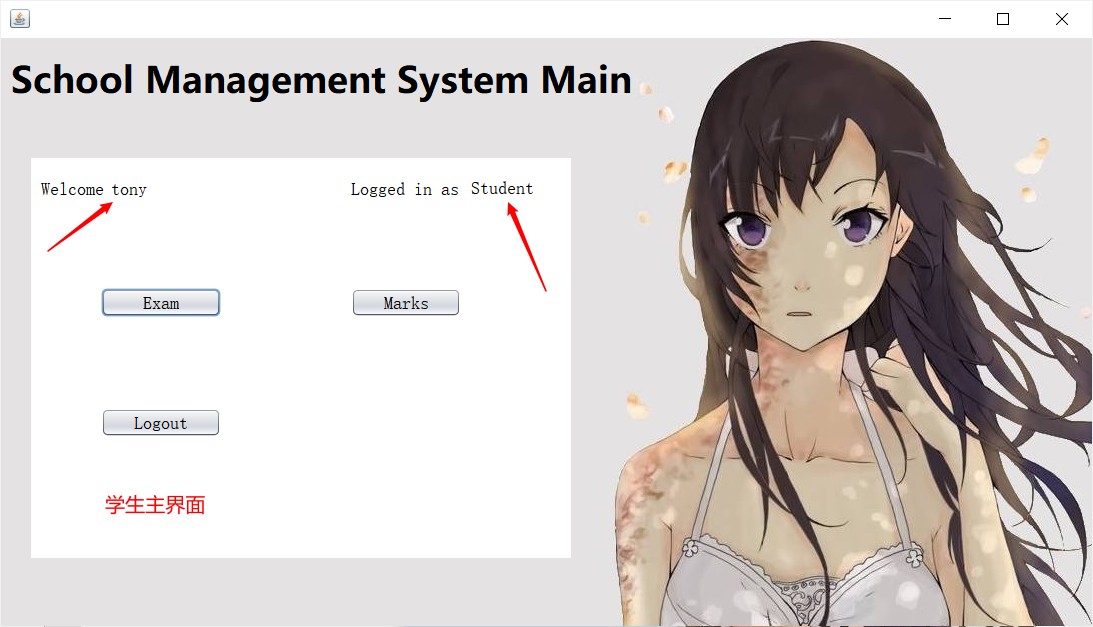 School Management System Main
Welcome tony
Logged in as Student
Exam
Marks
Logout
学生主界面